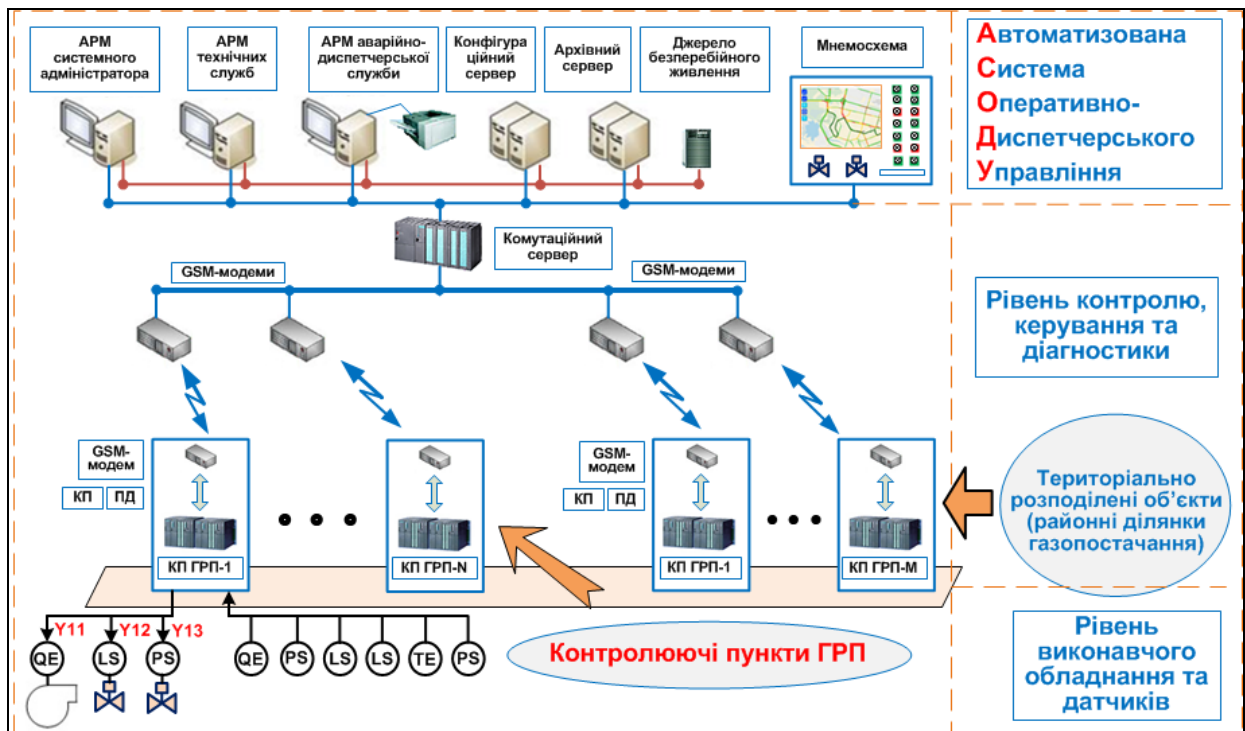 АРМ
системного
адміністратора
АРМ
технічних
служб
АРМ аварійно-
диспетчерської
служби
Конфігура
ційний
сервер
Архівний
сервер
Джерело
безперебійного
живлення
Мнемосхема
Автоматизована
Система
Оперативно-
Диспетчерського
Управління
Комутаційний
сервер
GSM-модеми
GSM-модеми
Рівень контролю,
керування та
діагностики
GSM-
модем
КП
ПД
КП ГРП-1
КП ГРП-N
GSM-
модем
КП
ПД
КП ГРП-1
КП ГРП-М
Територіально
розподілені об'єкти
(районні ділянки
газопостачання)
Y11
Y12
Y13
QE
LS
PS
QE
PS
LS
LS
TE
PS
Контролюючі пункти ГРП
Рівень
виконавчого
обладнання та
датчиків